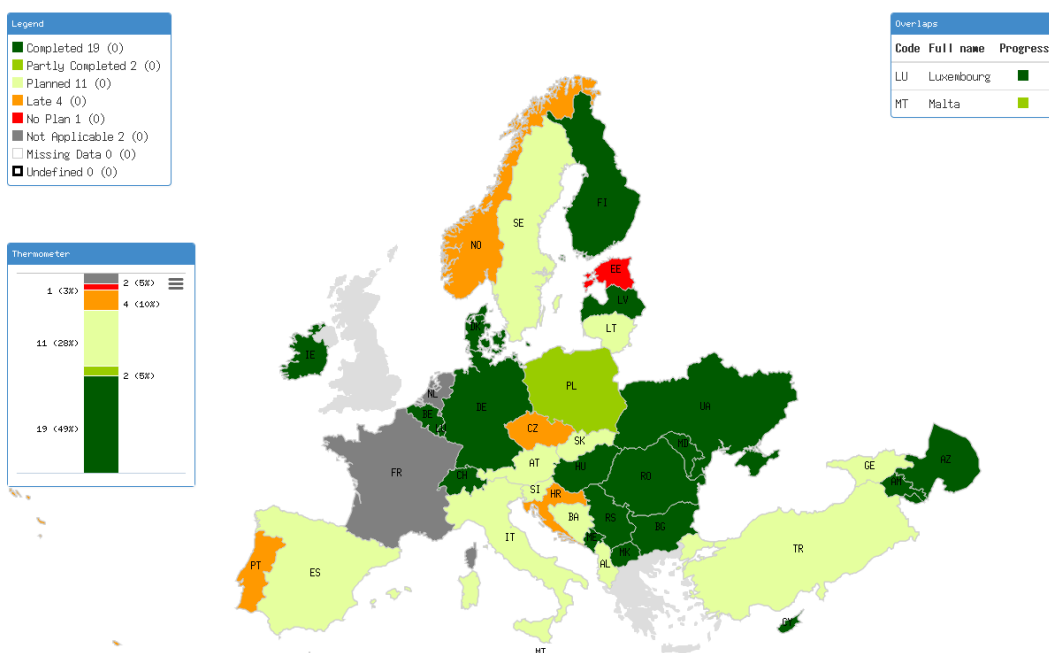 Legend
Completed 19 (0)
Partly Completed 2 (0)
Planned 11 (0)
Late 4 (0)
No Plan 1 (0)
Not Applicable 2 (0)
Missing Data 0 (0)
Undefined 0 (0)
Overlaps
Code Full name Progress
LU Luxembourg
MT Malta
Thermometer
2 (5%)
1 (3%)
4 (10%)
11 (28%)
2 (5%)
19 (49%)
FI
SE
NO
EE
LV
LT
DK
IE
NL
PL
BE
DE
UA
LU
CZ
SK
MD
AT
GE
AZ
FR
CH
HU
RO
AM
SI
HR
BA
RS
BG
IT
ME
MK
TR
PT
ES
AL
CY
MT